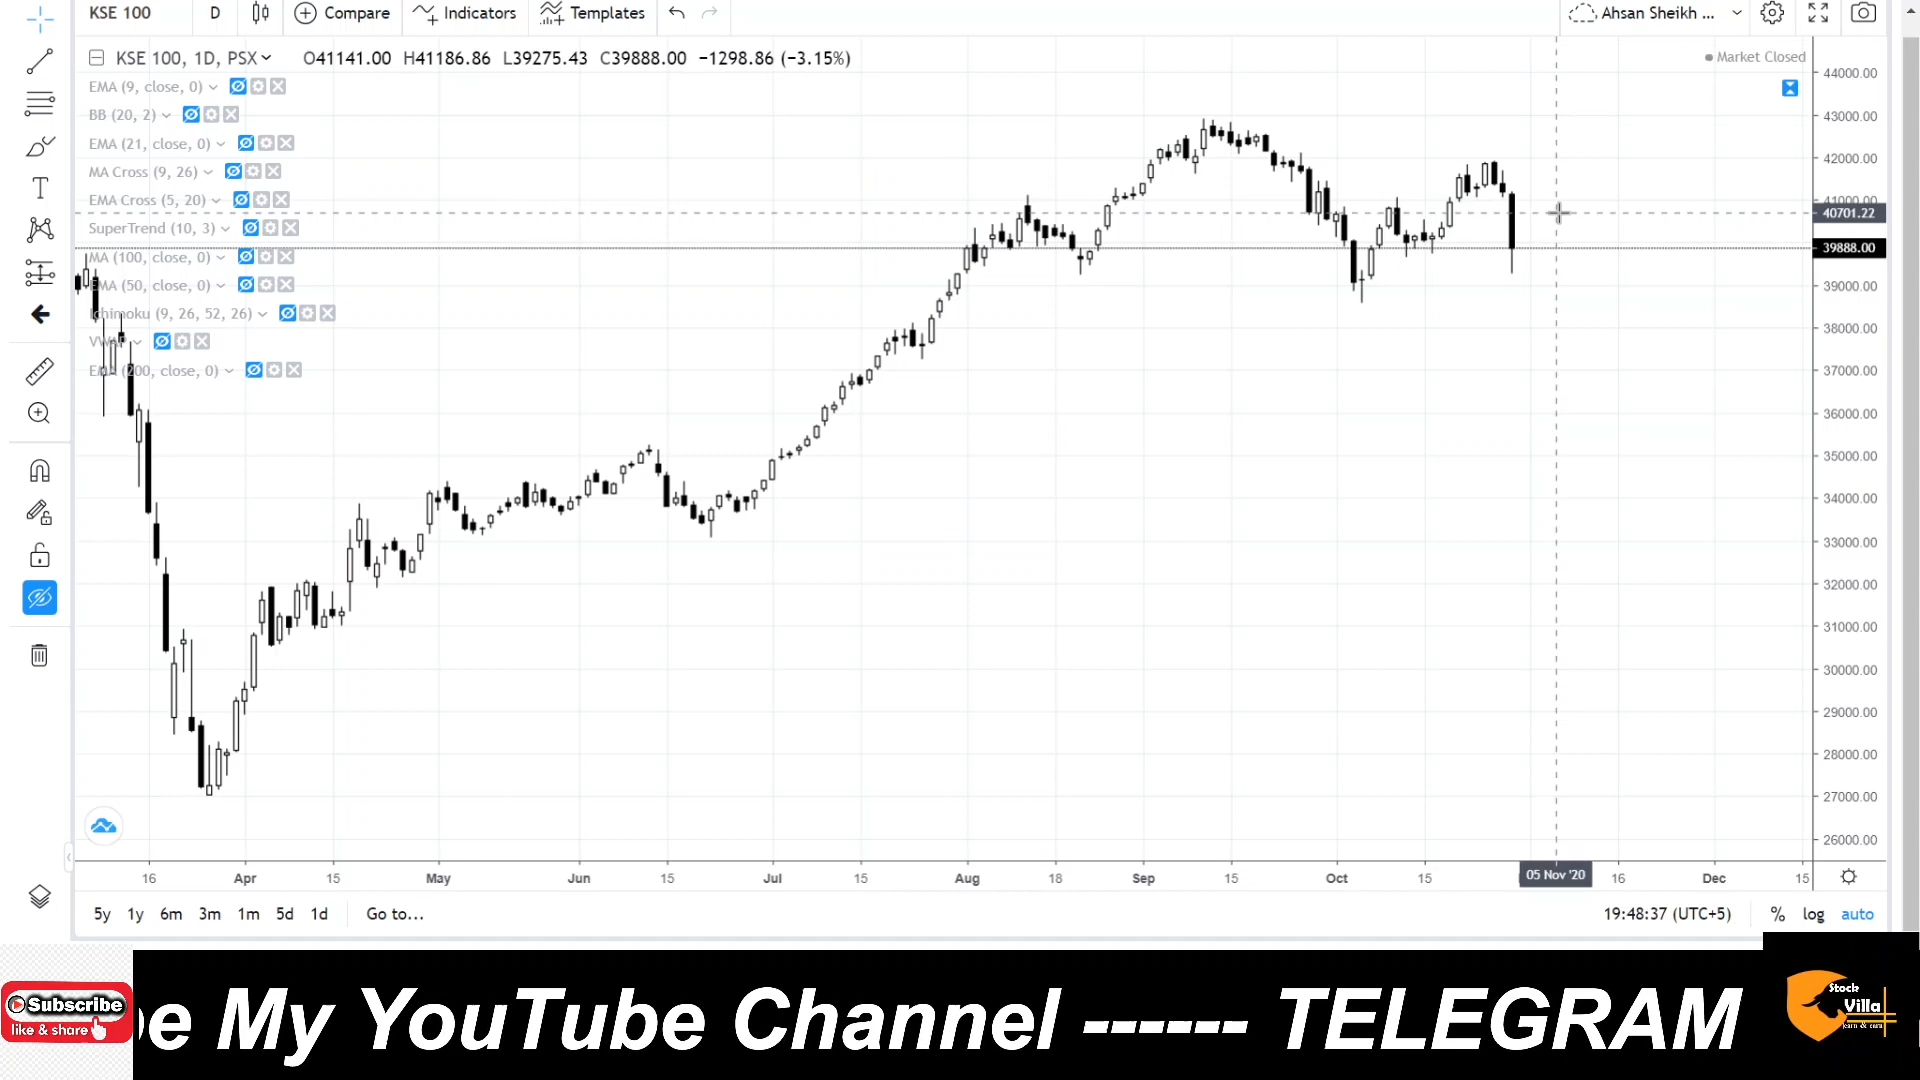 KSE 100 D Compare Indicators Templates Ahsan Sheikh ...
KSE 100, 1D, PSX O41141.00 H41186.86 L39275.43 C39888.00 −1298.86 (−3.15%) Market Closed
EMA (9, close, 0)
BB (20, 2)
EMA (21, close, 0)
MA Cross (9, 26)
EMA Cross (5, 20)
SuperTrend (10, 3)
MA (100, close, 0)
EMA (50, close, 0)
Ichimoku (9, 26, 52, 26)
EMA (200, close, 0)
44000.00
43000.00
42000.00
41000.00
40701.22
39888.00
39000.00
38000.00
37000.00
36000.00
35000.00
34000.00
33000.00
32000.00
31000.00
30000.00
29000.00
28000.00
27000.00
26000.00
16 Apr 15 May Jun 15 Jul 15 Aug 18 Sep 15 Oct 15 05 Nov '20 16 Dec 15
5y 1y 6m 3m 1m 5d 1d Go to... 19:48:37 (UTC+5) % log auto
Subscribe
like & share
be My YouTube Channel ------ TELEGRAM
Stock
Villa
learn & earn